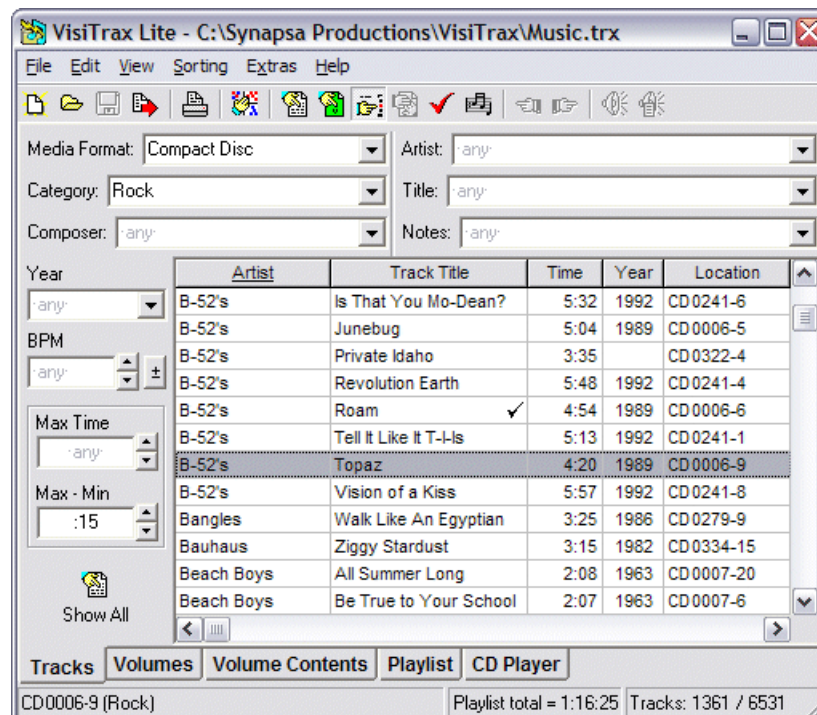 VisiTrax Lite - C:\Synapsa Productions\VisiTrax\Music.trx
File Edit View Sorting Extras Help
Media Format: Compact Disc Artist: ·any·
Category: Rock Title: ·any·
Composer: ·any· Notes: ·any·
Year
·any·
BPM
·any· ±
Max Time
·any·
Max - Min
:15
Show All
Artist Track Title Time Year Location
B-52's Is That You Mo-Dean? 5:32 1992 CD0241-6
B-52's Junebug 5:04 1989 CD0006-5
B-52's Private Idaho 3:35 CD0322-4
B-52's Revolution Earth 5:48 1992 CD0241-4
B-52's Roam ✓ 4:54 1989 CD0006-6
B-52's Tell It Like It T-I-Is 5:13 1992 CD0241-1
B-52's Topaz 4:20 1989 CD0006-9
B-52's Vision of a Kiss 5:57 1992 CD0241-8
Bangles Walk Like An Egyptian 3:25 1986 CD0279-9
Bauhaus Ziggy Stardust 3:15 1982 CD0334-15
Beach Boys All Summer Long 2:08 1963 CD0007-20
Beach Boys Be True to Your School 2:07 1963 CD0007-6
Tracks Volumes Volume Contents Playlist CD Player
CD0006-9 (Rock) Playlist total = 1:16:25 Tracks: 1361 / 6531